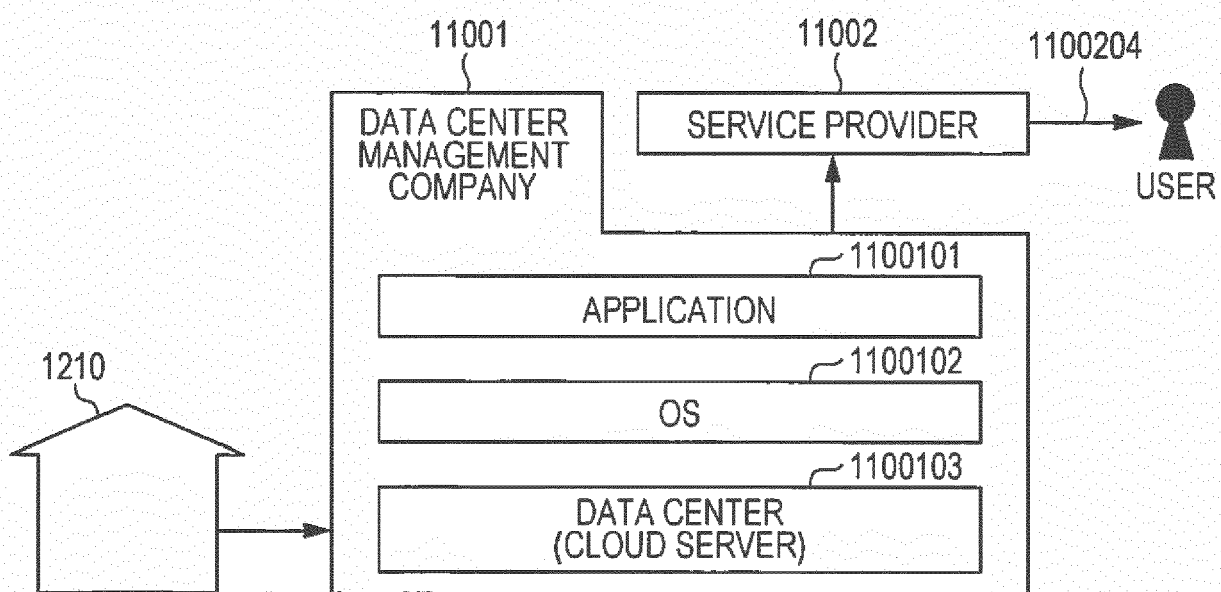 11001
11002
1100204
DATA CENTER
MANAGEMENT
COMPANY
SERVICE PROVIDER
USER
1100101
APPLICATION
1210
1100102
OS
1100103
DATA CENTER
(CLOUD SERVER)